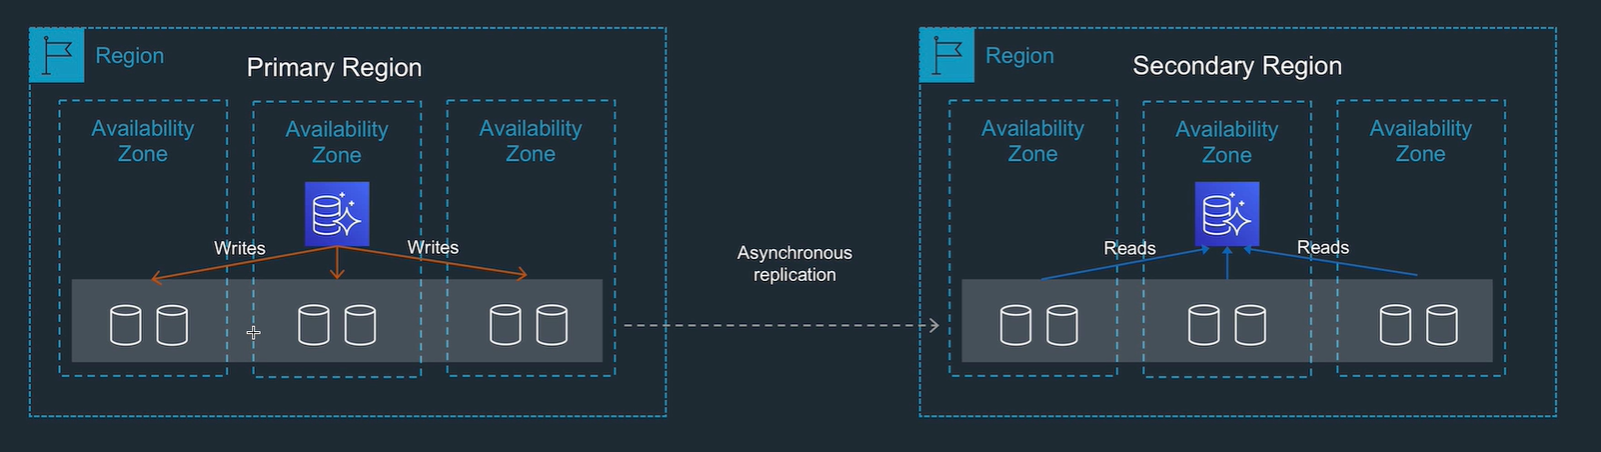 Region
Primary Region
Availability
Zone
Availability
Zone
Availability
Zone
Writes
Writes
Asynchronous
replication
Region
Secondary Region
Availability
Zone
Availability
Zone
Availability
Zone
Reads
Reads